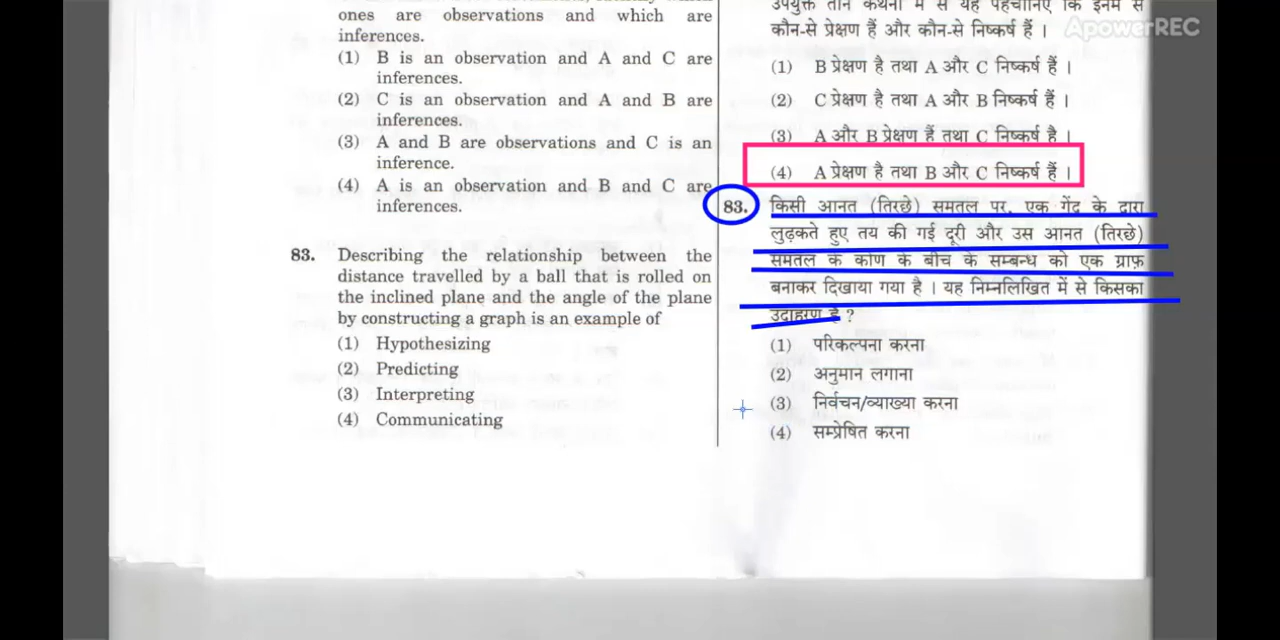 ones are observations and which are
inferences.
(1) B is an observation and A and C are
inferences.
(2) C is an observation and A and B are
inferences.
(3) A and B are observations and C is an
inference.
(4) A is an observation and B and C are
inferences.
83. Describing the relationship between the
distance travelled by a ball that is rolled on
the inclined plane and the angle of the plane
by constructing a graph is an example of
(1) Hypothesizing
(2) Predicting
(3) Interpreting
(4) Communicating
उपर्युक्त तीन कथनों में से यह पहचानिए कि इनमें से
कौन-से प्रेक्षण हैं और कौन-से निष्कर्ष हैं ।
(1) B प्रेक्षण है तथा A और C निष्कर्ष हैं ।
(2) C प्रेक्षण है तथा A और B निष्कर्ष हैं ।
(3) A और B प्रेक्षण हैं तथा C निष्कर्ष है ।
(4) A प्रेक्षण है तथा B और C निष्कर्ष हैं ।
83. किसी आनत (तिरछे) समतल पर, एक गेंद के द्वारा
लुढ़कते हुए तय की गई दूरी और उस आनत (तिरछे)
समतल के कोण के बीच के सम्बन्ध को एक ग्राफ़
बनाकर दिखाया गया है । यह निम्नलिखित में से किसका
उदाहरण है ?
(1) परिकल्पना करना
(2) अनुमान लगाना
(3) निर्वचन/व्याख्या करना
(4) सम्प्रेषित करना
ApowerREC